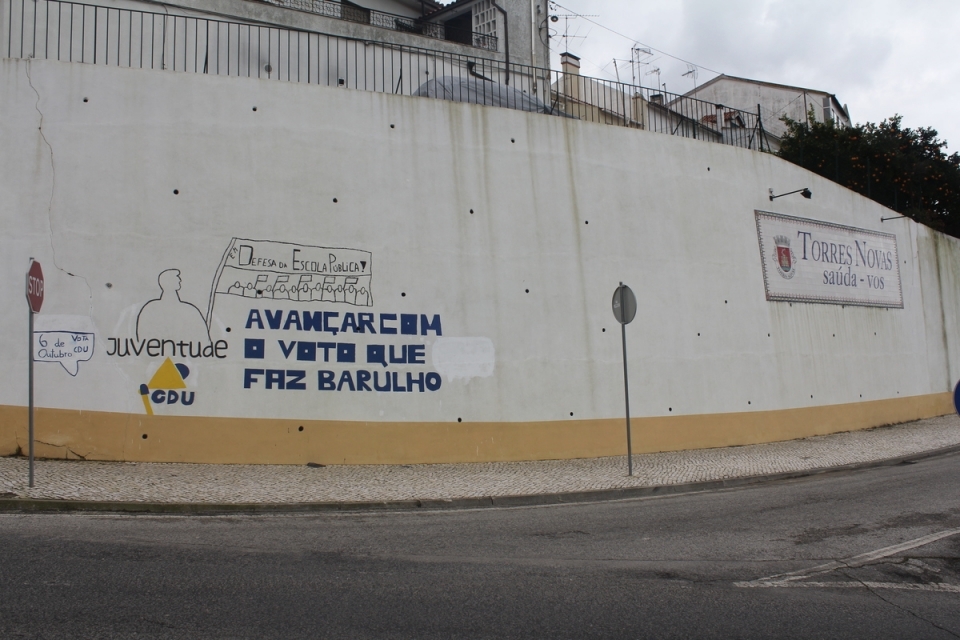 STOP
6 de Outubro
VOTA CDU
DEFESA DA ESCOLA PÚBLICA!
JUVENTUDE
CDU
AVANÇAR COM
O VOTO QUE
FAZ BARULHO
TORRES NOVAS
saúda-vos